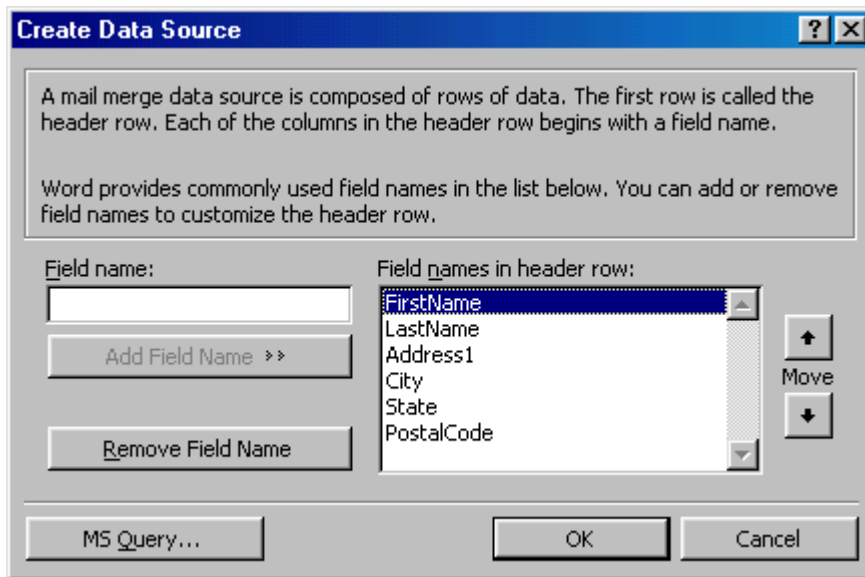 Create Data Source
A mail merge data source is composed of rows of data. The first row is called the
header row. Each of the columns in the header row begins with a field name.
Word provides commonly used field names in the list below. You can add or remove
field names to customize the header row.
Field name:
Field names in header row:
FirstName
LastName
Address1
City
State
PostalCode
Add Field Name >>
Remove Field Name
Move
MS Query...
OK
Cancel